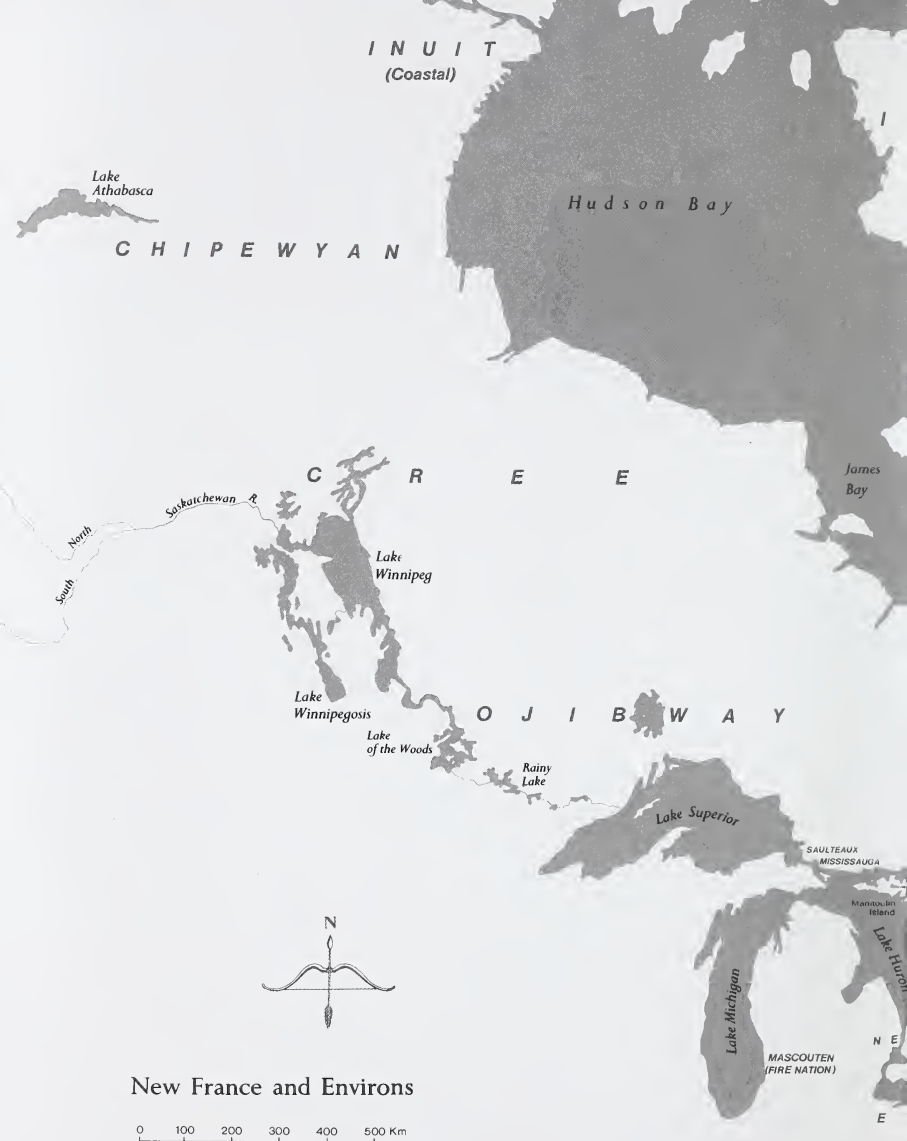 INUIT
(Coastal)
I
Lake
Athabasca
Hudson Bay
CHIPEWYAN
CREE
James
Bay
Saskatchewan R.
North
South
Lake
Winnipeg
Lake
Winnipegosis
OJIBWAY
Lake
of the Woods
Rainy
Lake
Lake Superior
SAULTEAUX
MISSISSAUGA
Manitoulin
Island
Lake Huron
N
Lake Michigan
N E
MASCOUTEN
(FIRE NATION)
E
New France and Environs
0 100 200 300 400 500 Km